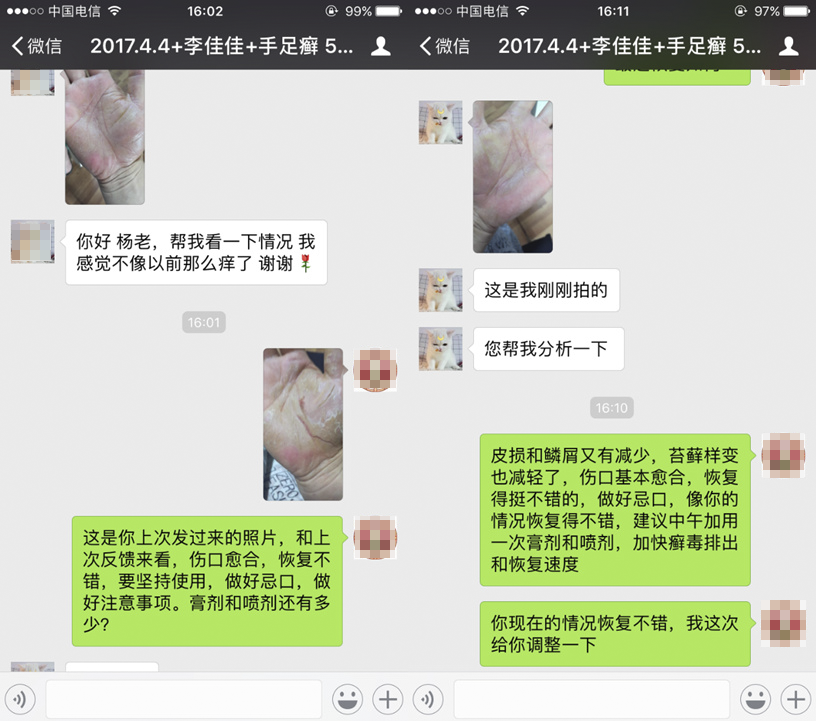 中国电信
16:02
99%
微信
2017.4.4+李佳佳+手足癣 5...
你好 杨老，帮我看一下情况 我
感觉不像以前那么痒了 谢谢
16:01
这是你上次发过来的照片，和上
次反馈来看，伤口愈合，恢复不
错，要坚持使用，做好忌口，做
好注意事项。膏剂和喷剂还有多
少？
中国电信
16:11
97%
微信
2017.4.4+李佳佳+手足癣 5...
这是我刚刚拍的
您帮我分析一下
16:10
皮损和鳞屑又有减少，苔藓样变
也减轻了，伤口基本愈合，恢复
得挺不错的，做好忌口，像你的
情况恢复得不错，建议中午加用
一次膏剂和喷剂，加快癣毒排出
和恢复速度
你现在的情况恢复不错，我这次
给你调整一下